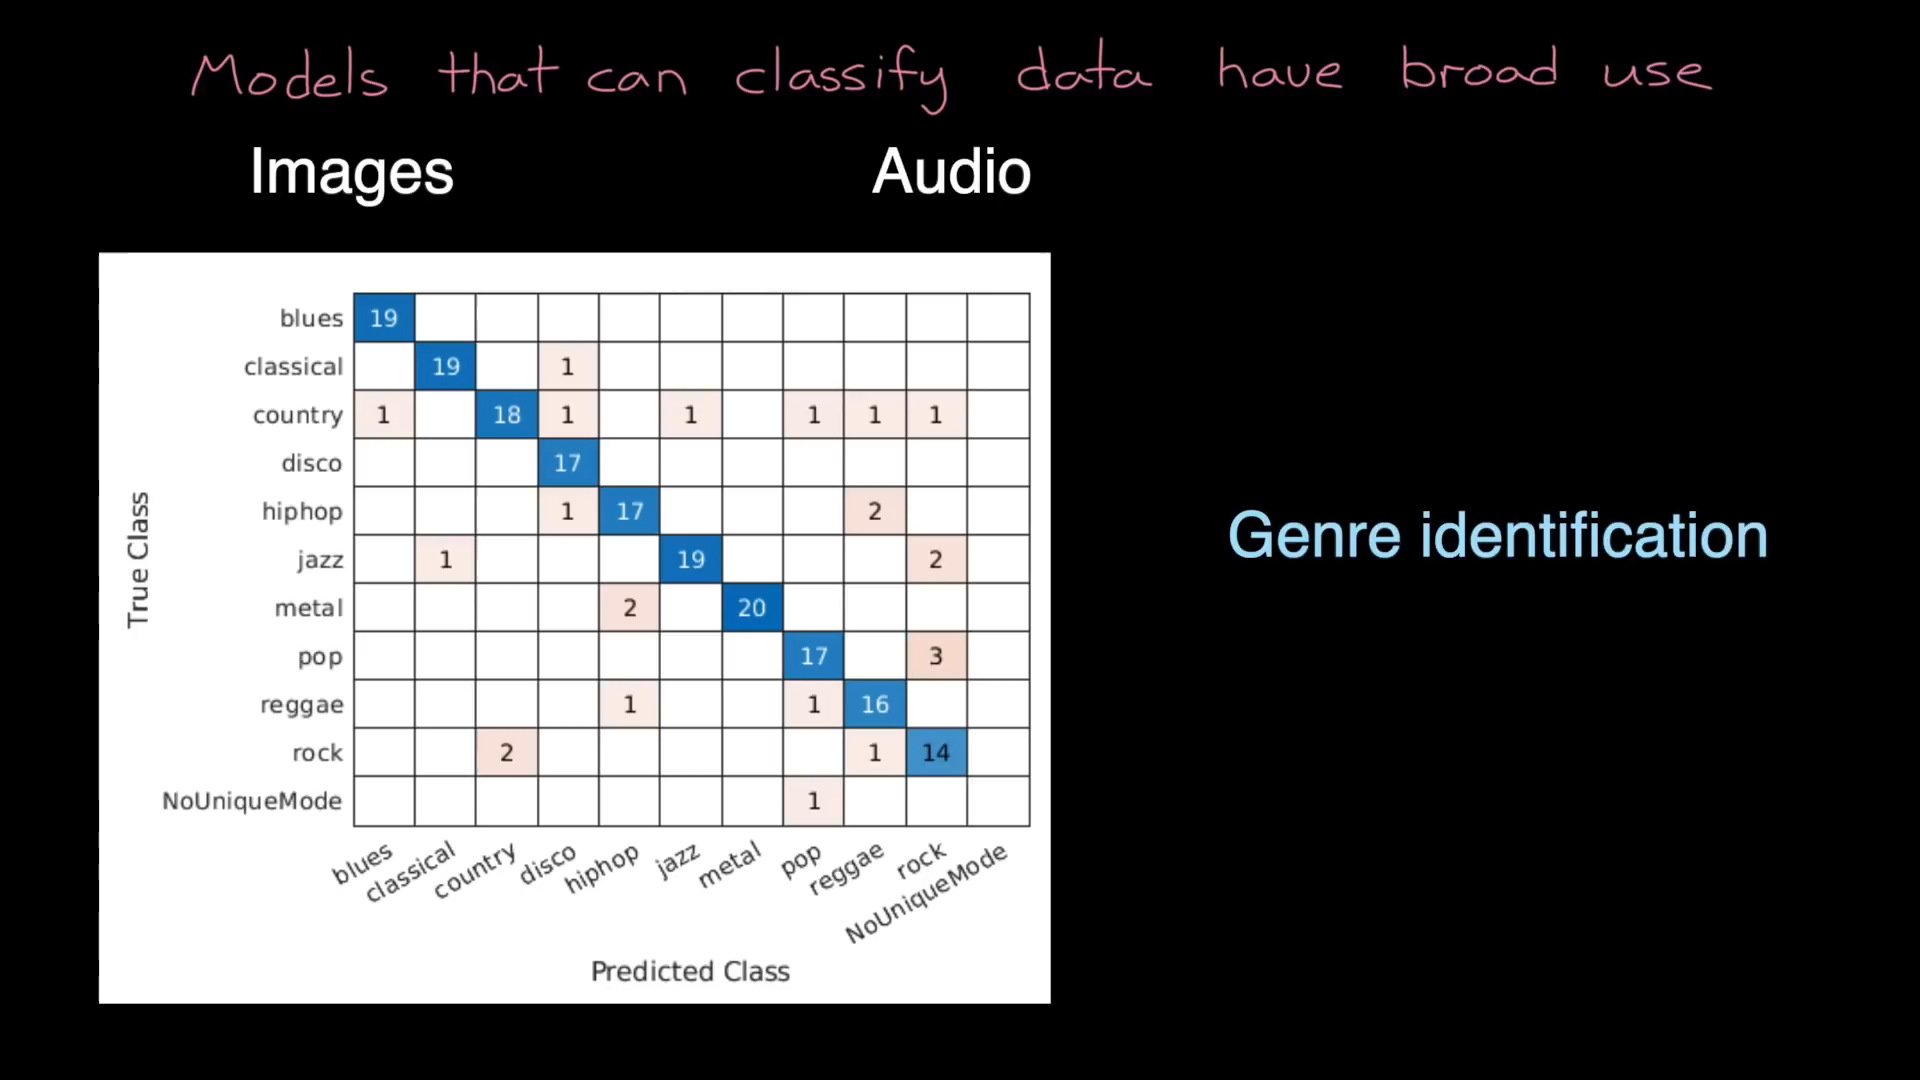 Models that can classify data have broad use
Images Audio
blues 19
classical 19 1
country 1 18 1 1 1 1 1
disco 17
hiphop 1 17 2
jazz 1 19 2
metal 2 20
pop 17 3
reggae 1 1 16
rock 2 1 14
NoUniqueMode 1
True Class
blues classical country disco hiphop jazz metal pop reggae rock NoUniqueMode
Predicted Class
Genre identification